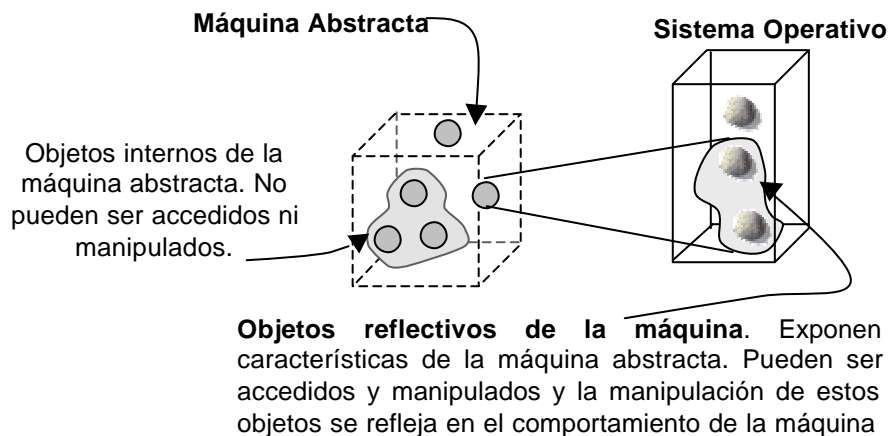 Máquina Abstracta
Sistema Operativo
Objetos internos de la
máquina abstracta. No
pueden ser accedidos ni
manipulados.
Objetos reflectivos de la máquina. Exponen
características de la máquina abstracta. Pueden ser
accedidos y manipulados y la manipulación de estos
objetos se refleja en el comportamiento de la máquina